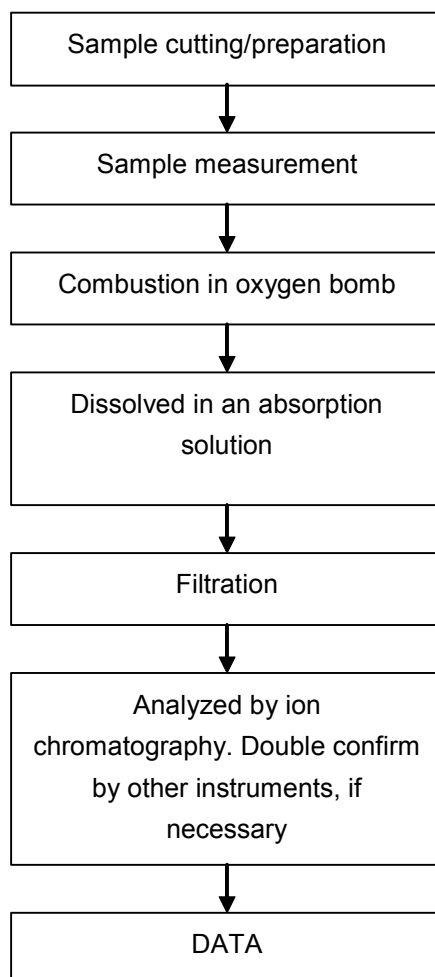 Sample cutting/preparation
Sample measurement
Combustion in oxygen bomb
Dissolved in an absorption
solution
Filtration
Analyzed by ion
chromatography. Double confirm
by other instruments, if
necessary
DATA